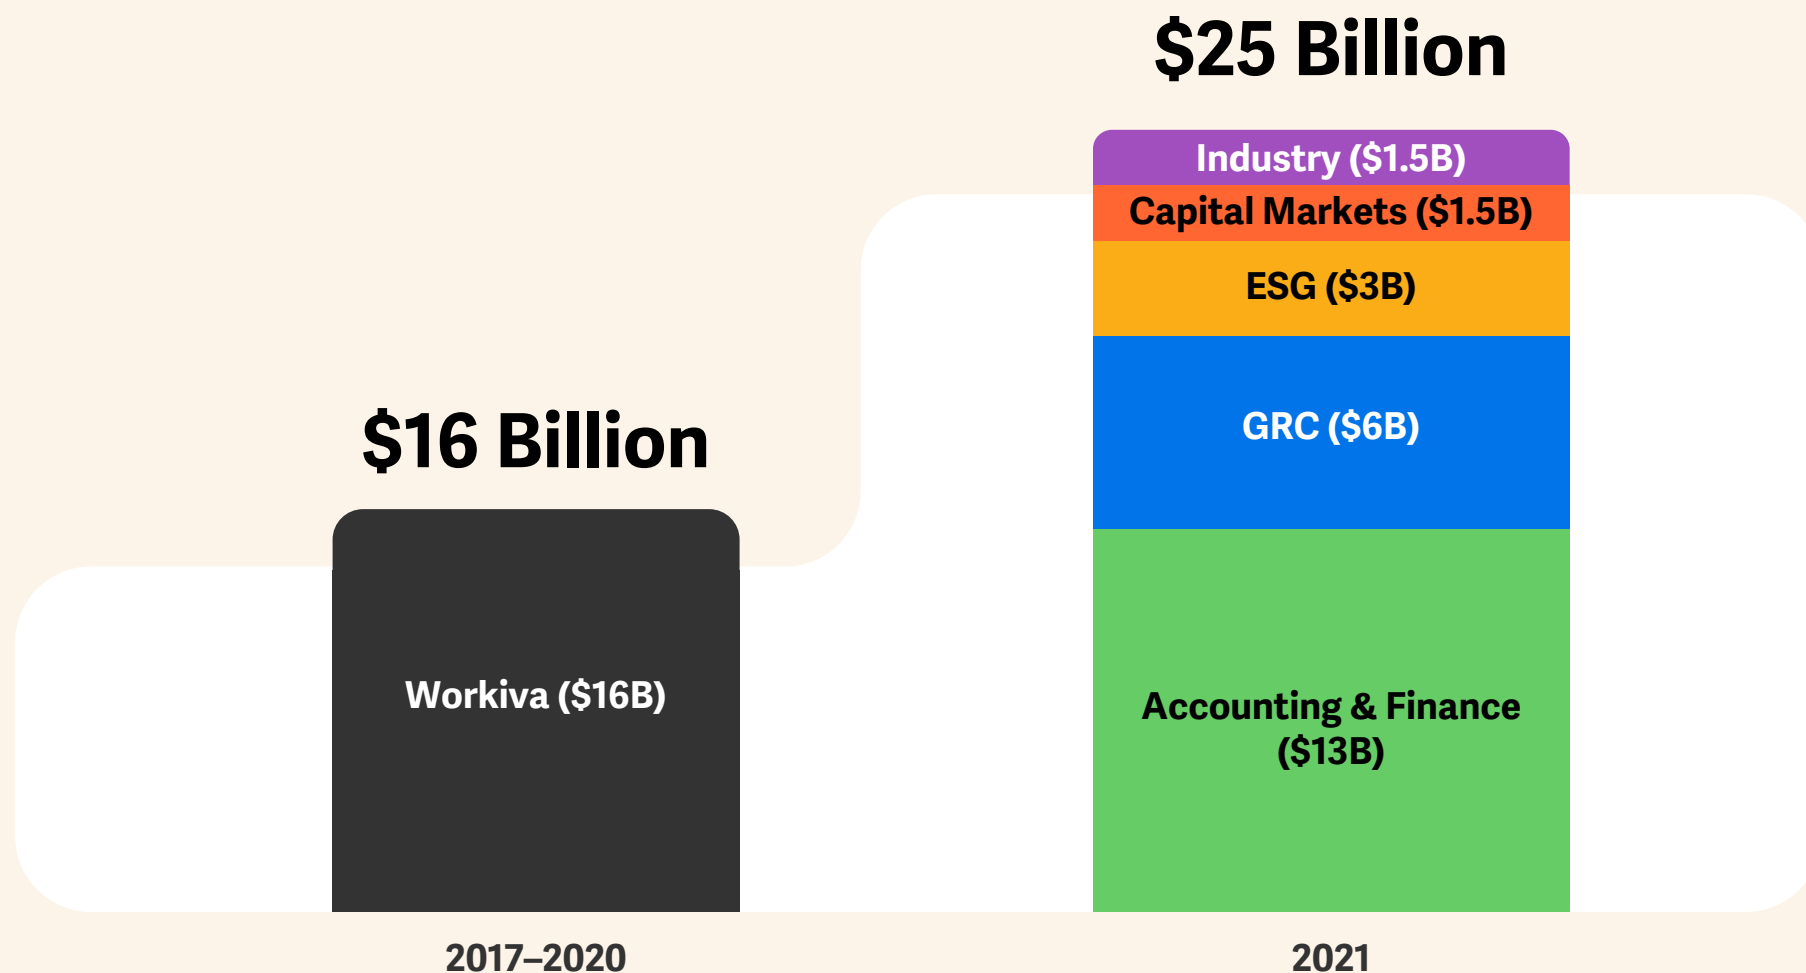 $25 Billion
Industry ($1.5B)
Capital Markets ($1.5B)
ESG ($3B)
GRC ($6B)
Accounting & Finance
($13B)
$16 Billion
Workiva ($16B)
2017–2020
2021